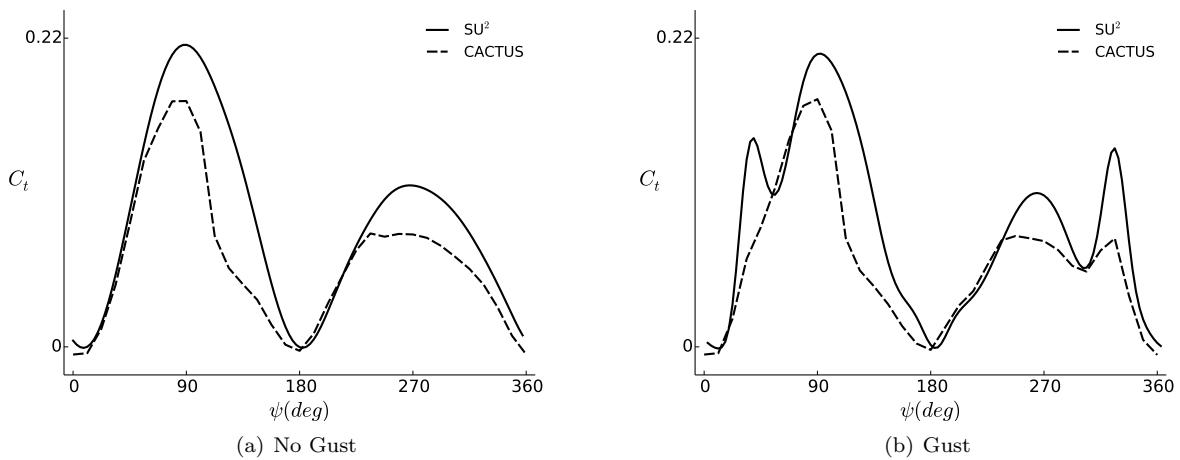 0.22
SU²
CACTUS
C_t
0
0 90 180 270 360
ψ(deg)
(a) No Gust
0.22
SU²
CACTUS
C_t
0
0 90 180 270 360
ψ(deg)
(b) Gust